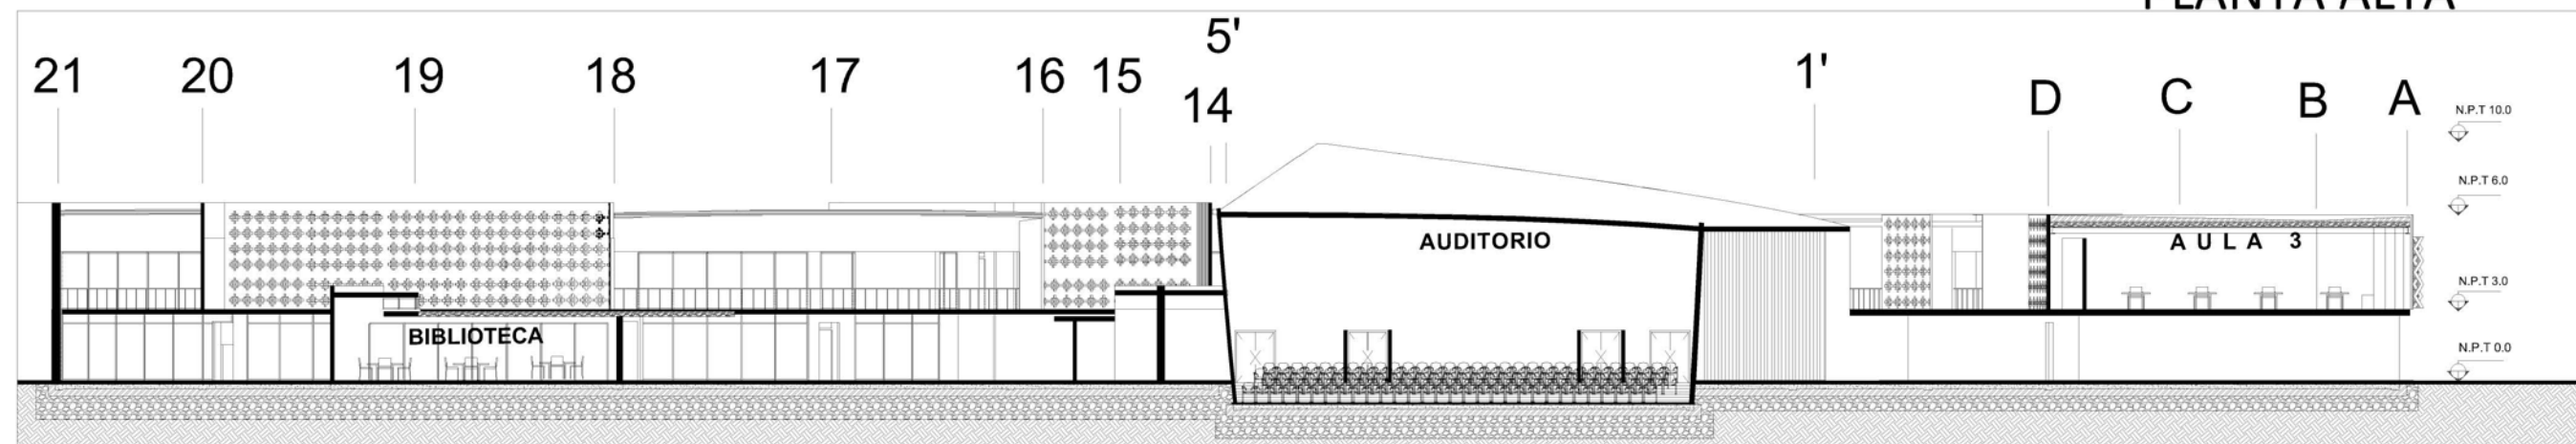 PLANTA ALTA
21 20 19 18 17 16 15 14 5' 1' D C B A
N.P.T 10.0
N.P.T 6.0
AUDITORIO
AULA 3
N.P.T 3.0
BIBLIOTECA
N.P.T 0.0